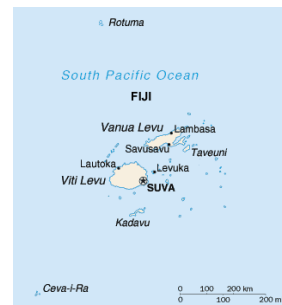 Rotuma
South Pacific Ocean
FIJI
Vanua Levu
Lambasa
Savusavu
Taveuni
Lautoka
Levuka
Viti Levu
SUVA
Kadavu
Ceva-i-Ra
0 100 200 km
0 100 200 m